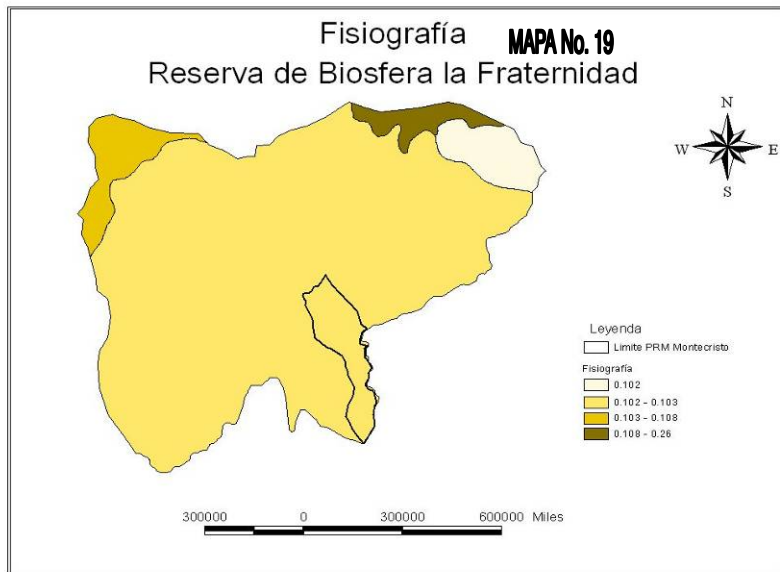 Fisiografía
MAPA No. 19
Reserva de Biosfera la Fraternidad
N
W E
S
Leyenda
Limite PRM Montecristo
Fisiografía
0.102
0.102 - 0.103
0.103 - 0.108
0.108 - 0.26
300000 0 300000 600000 Miles